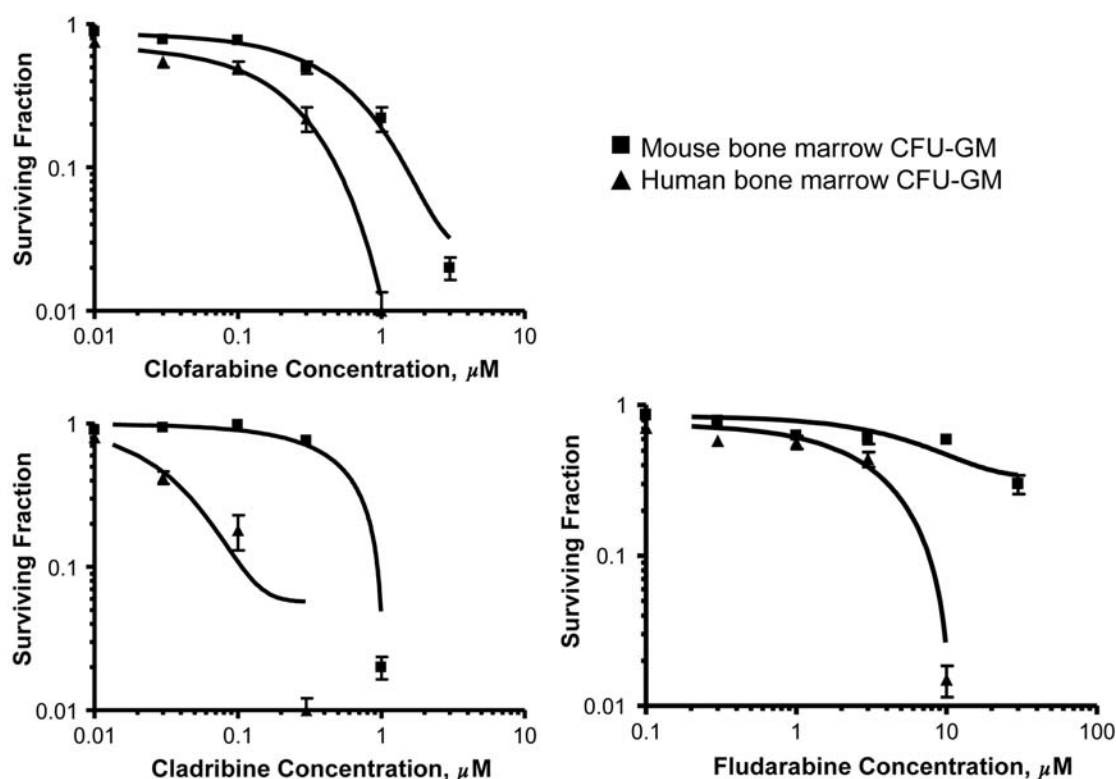 1
0.1
0.01
Surviving Fraction
0.01
0.1
1
10
Clofarabine Concentration, μM
Mouse bone marrow CFU-GM
Human bone marrow CFU-GM
1
0.1
0.01
Surviving Fraction
0.01
0.1
1
10
Cladribine Concentration, μM
1
0.1
0.01
Surviving Fraction
0.1
1
10
100
Fludarabine Concentration, μM